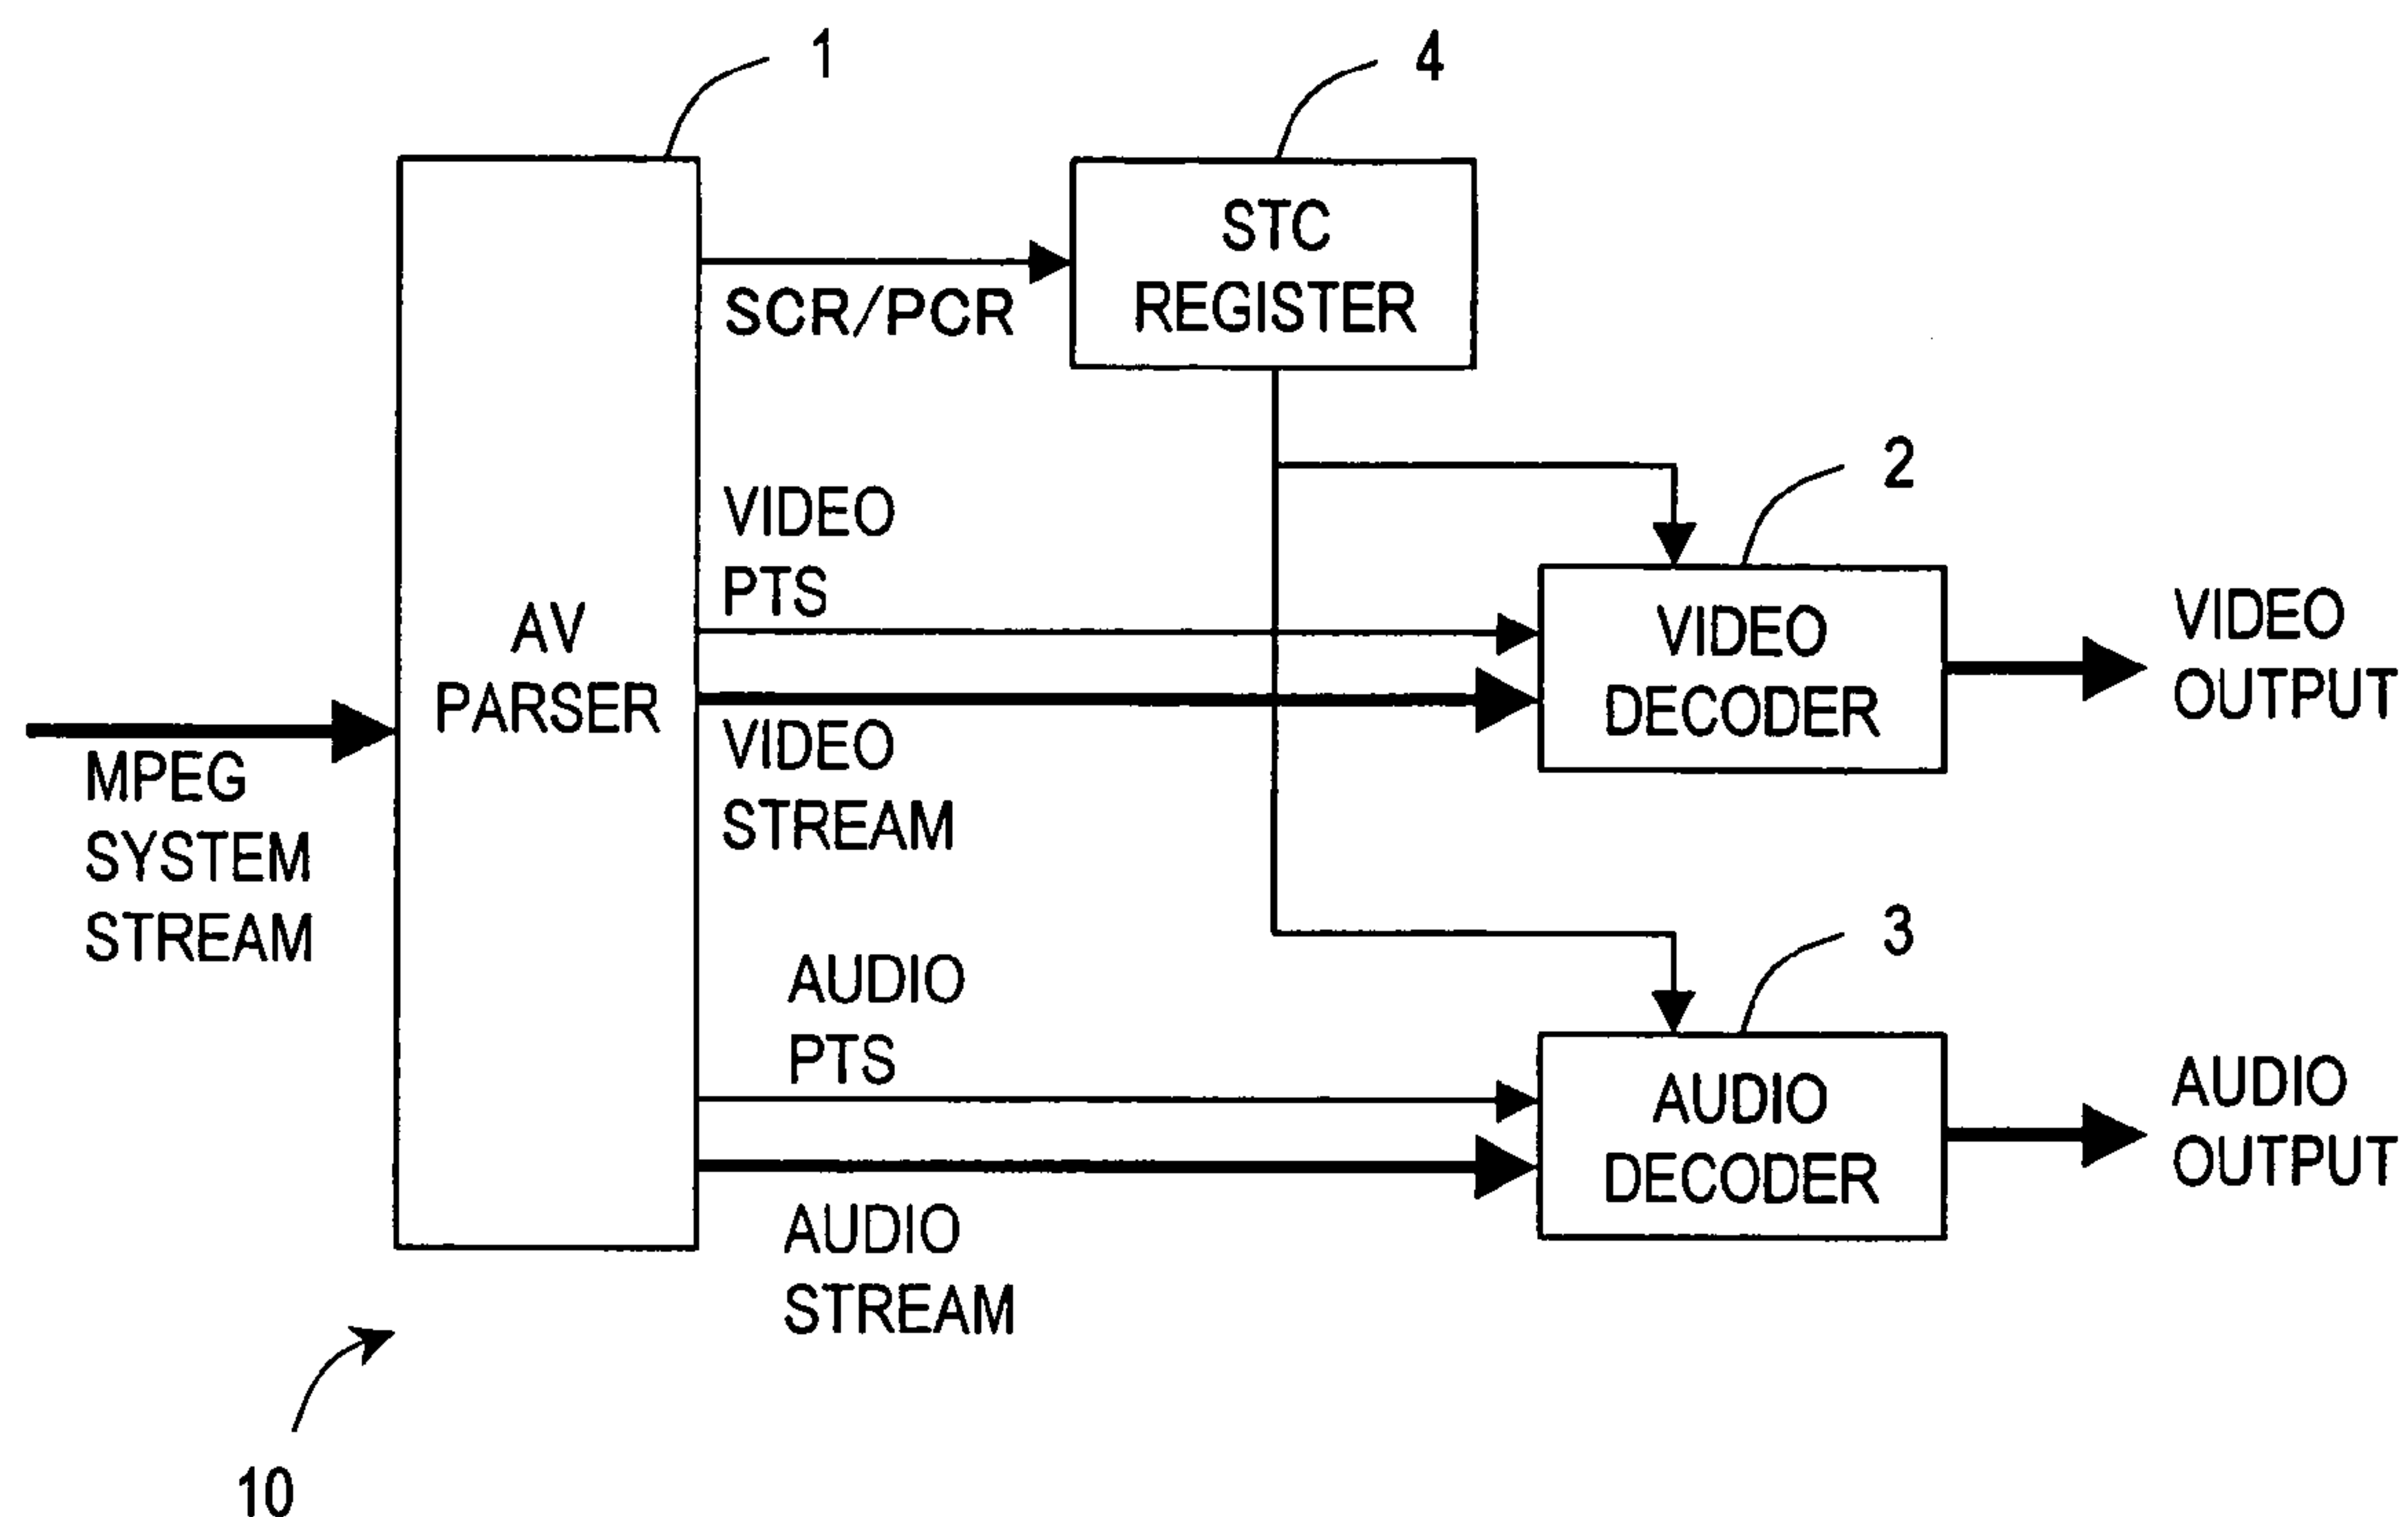 1
4
STC
REGISTER
SCR/PCR
VIDEO
PTS
2
AV
PARSER
VIDEO
DECODER
VIDEO
OUTPUT
MPEG
SYSTEM
STREAM
VIDEO
STREAM
3
AUDIO
PTS
AUDIO
DECODER
AUDIO
OUTPUT
AUDIO
STREAM
10